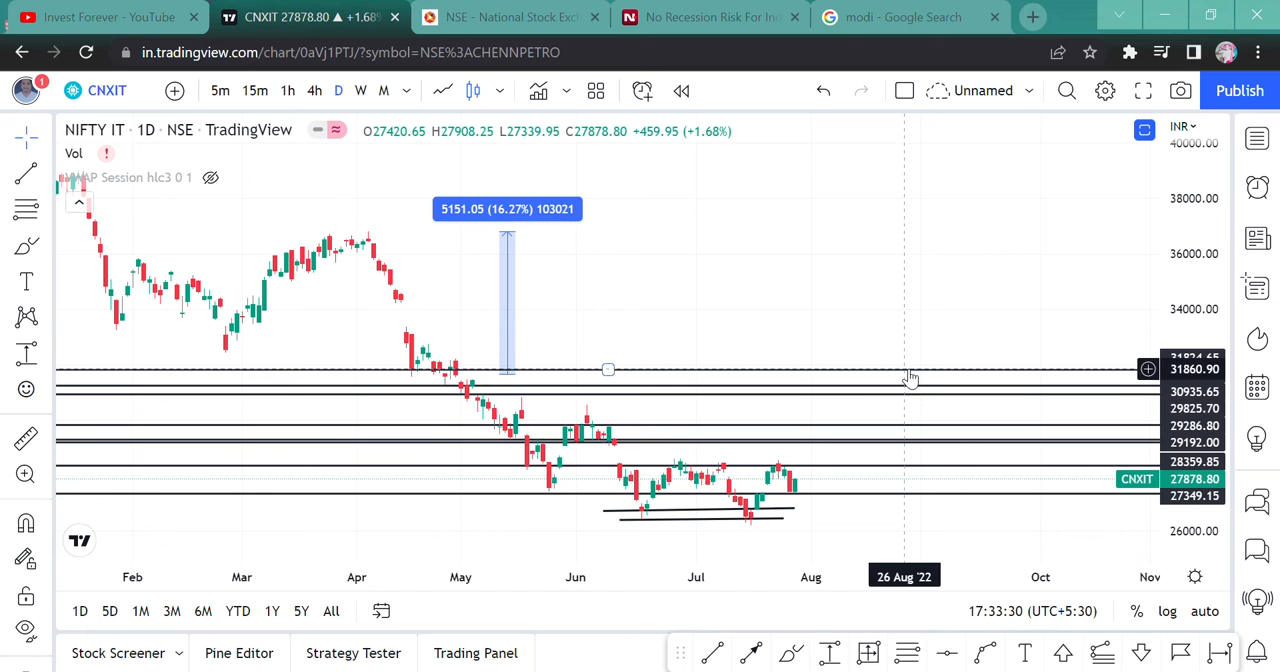 Invest Forever - YouTube
CNXIT 27878.80 ▲ +1.68%
NSE - National Stock Exc
No Recession Risk For Ind
modi - Google Search
in.tradingview.com/chart/0aVj1PTJ/?symbol=NSE%3ACHENNPETRO
1
CNXIT
5m 15m 1h 4h D W M
Unnamed
Publish
NIFTY IT · 1D · NSE · TradingView
O27420.65 H27908.25 L27339.95 C27878.80 +459.95 (+1.68%)
INR
Vol
VWAP Session hlc3 0 1
5151.05 (16.27%) 103021
40000.00
38000.00
36000.00
34000.00
31824.65
31860.90
30935.65
29825.70
29286.80
29192.00
28359.85
CNXIT 27878.80
27349.15
26000.00
Feb Mar Apr May Jun Jul Aug 26 Aug '22 Oct Nov
1D 5D 1M 3M 6M YTD 1Y 5Y All
17:33:30 (UTC+5:30) % log auto
Stock Screener Pine Editor Strategy Tester Trading Panel